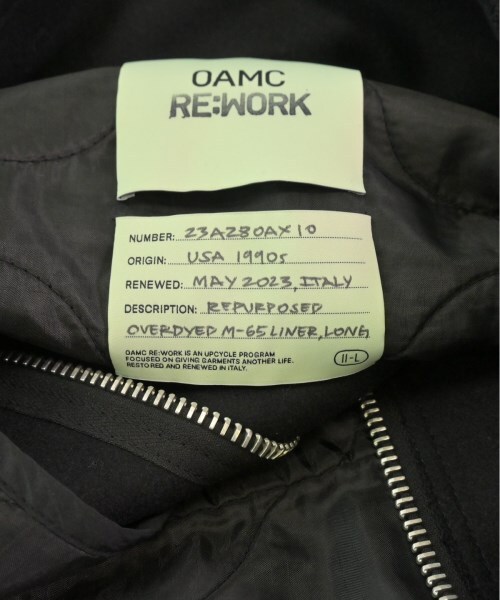 OAMC
RE:WORK
NUMBER: 23A28OAX10
ORIGIN: USA 1990s
RENEWED: MAY 2023, ITALY
DESCRIPTION: REPURPOSED
OVERDYED M-65 LINER, LONG
OAMC RE:WORK IS AN UPCYCLE PROGRAM
FOCUSED ON GIVING GARMENTS ANOTHER LIFE.
RESTORED AND RENEWED IN ITALY.
II-L